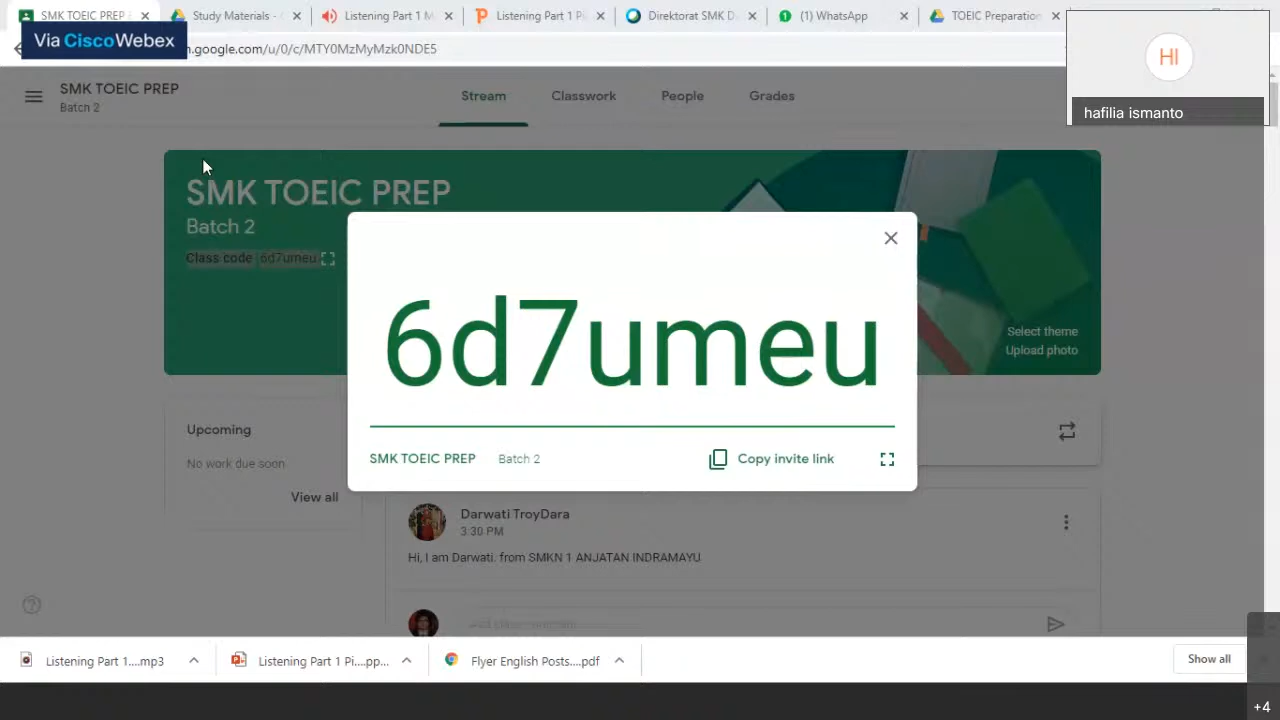 SMK TOEIC PREP
Study Materials -
Listening Part 1 M
Listening Part 1 Pi
Direktorat SMK D
(1) WhatsApp
TOEIC Preparation
Via CiscoWebex
n.google.com/u/0/c/MTY0MzMyMzk0NDE5
HI
hafilia ismanto
SMK TOEIC PREP
Batch 2
Stream
Classwork
People
Grades
SMK TOEIC PREP
Batch 2
Class code 6d7umeu
Select theme
Upload photo
6d7umeu
SMK TOEIC PREP Batch 2
Copy invite link
Upcoming
No work due soon
View all
Darwati TroyDara
3:30 PM
Hi, I am Darwati. from SMKN 1 ANJATAN INDRAMAYU
Listening Part 1....mp3
Listening Part 1 Pi....pp...
Flyer English Posts....pdf
Show all
+4